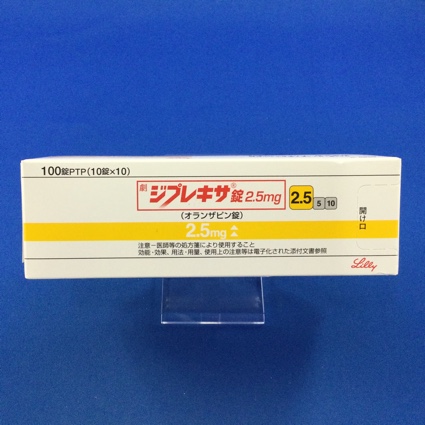 100錠PTP(10錠×10)
劇 ジプレキサ®錠2.5mg 2.5 5 10
(オランザピン錠)
開け口
2.5mg
注意-医師等の処方箋により使用すること
効能・効果、用法・用量、使用上の注意等は電子化された添付文書参照
Lilly